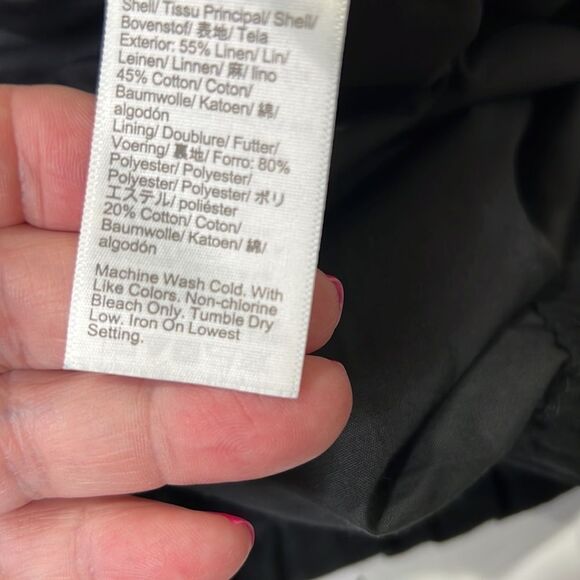 Shell/ Tissu Principal/ Shell/
Bovenstof/ 表地/ Tela
Exterior: 55% Linen/ Lin/
Leinen/ Linnen/ 麻/ lino
45% Cotton/ Coton/
Baumwolle/ Katoen/ 綿/
algodón
Lining/ Doublure/ Futter/
Voering/ 裏地/ Forro: 80%
Polyester/ Polyester/
Polyester/ Polyester/ ポリ
エステル/ poliéster
20% Cotton/ Coton/
Baumwolle/ Katoen/ 綿/
algodón
Machine Wash Cold. With
Like Colors. Non-chlorine
Bleach Only. Tumble Dry
Low. Iron On Lowest
Setting.